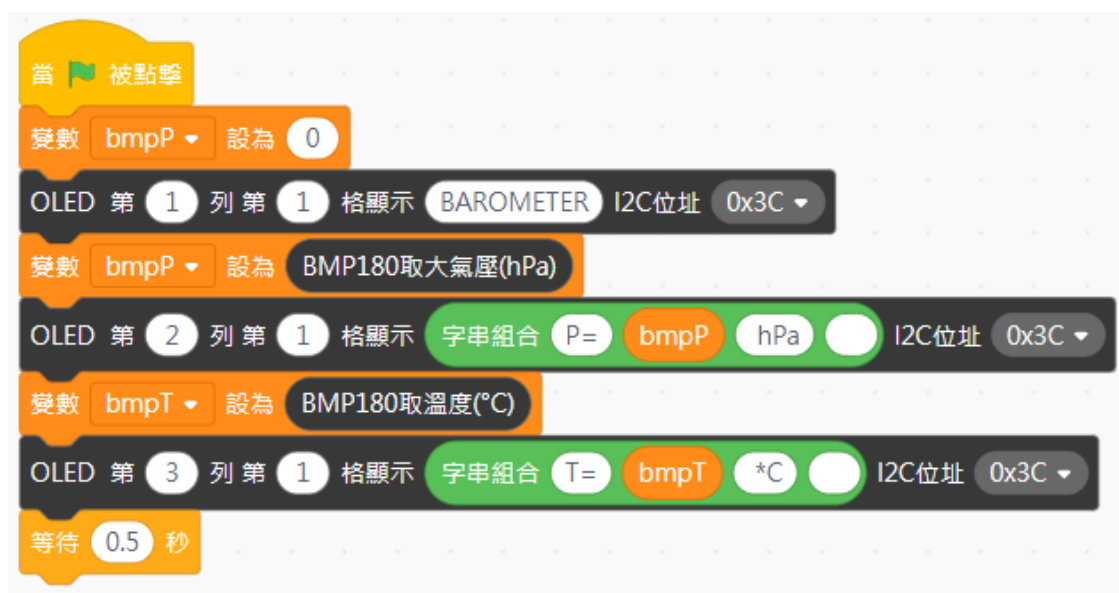 當 被點擊
變數 bmpP 設為 0
OLED 第 1 列 第 1 格顯示 BAROMETER I2C位址 0x3C
變數 bmpP 設為 BMP180取大氣壓(hPa)
OLED 第 2 列 第 1 格顯示 字串組合 P= bmpP hPa I2C位址 0x3C
變數 bmpT 設為 BMP180取溫度(°C)
OLED 第 3 列 第 1 格顯示 字串組合 T= bmpT *C I2C位址 0x3C
等待 0.5 秒